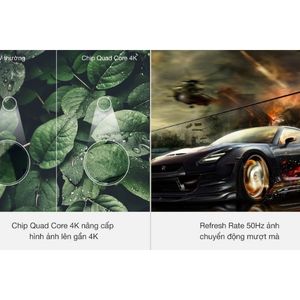 thường
Chip Quad Core 4K
Chip Quad Core 4K nâng cấp
hình ảnh lên gần 4K
Refresh Rate 50Hz ảnh
chuyển động mượt mà